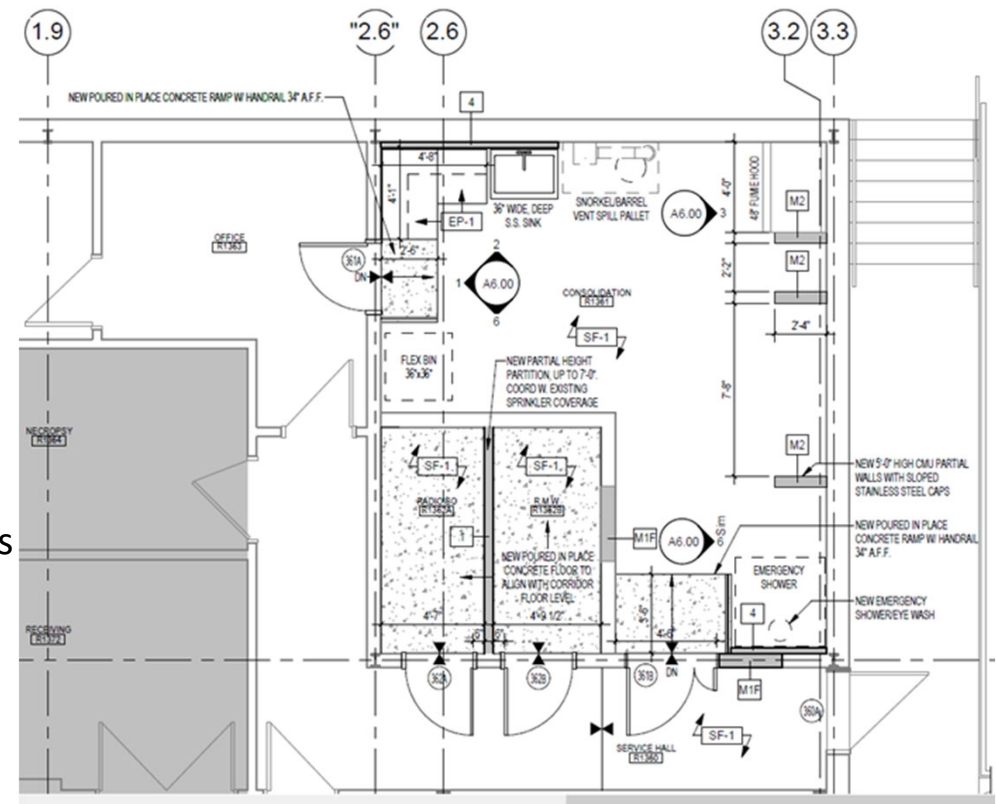 1.9
"2.6"
2.6
3.2
3.3
NEW POURED IN PLACE CONCRETE RAMP W/ HANDRAIL 34" A.F.F.
4
4'-8"
4'-1"
EP-1
36" WIDE, DEEP
S.S. SINK
SNORKEL/BARREL
VENT SPILL PALLET
A6.00
3
48" FUME HOOD
4'-0"
M2
OFFICE
R1363
361A
2'-6"
DN
2
1
A6.00
6
CONSOLIDATION
R1361
SF-1
2'-2"
M2
2'-4"
FLEX BIN
36"x36"
NEW PARTIAL HEIGHT
PARTITION, UP TO 7'-0".
COORD W. EXISTING
SPRINKLER COVERAGE
7'-8"
NECROPSY
R1364
SF-1
SF-1
M2
NEW 5'-0" HIGH CMU PARTIAL
WALLS WITH SLOPED
STAINLESS STEEL CAPS
R1362A
R.M.W.
R1362B
S
1
M1F
A6.00
6
Sim
NEW POURED IN PLACE
CONCRETE RAMP W/ HANDRAIL
34" A.F.F.
NEW POURED IN PLACE
CONCRETE FLOOR TO
ALIGN WITH CORRIDOR
FLOOR LEVEL
EMERGENCY
SHOWER
NEW EMERGENCY
SHOWER/EYE WASH
RECEIVING
4'-7"
6"
6"
4'-9 1/2"
4'-6"
4
362A
362B
361B
DN
M1F
360A
SF-1
SERVICE HALL
R1360